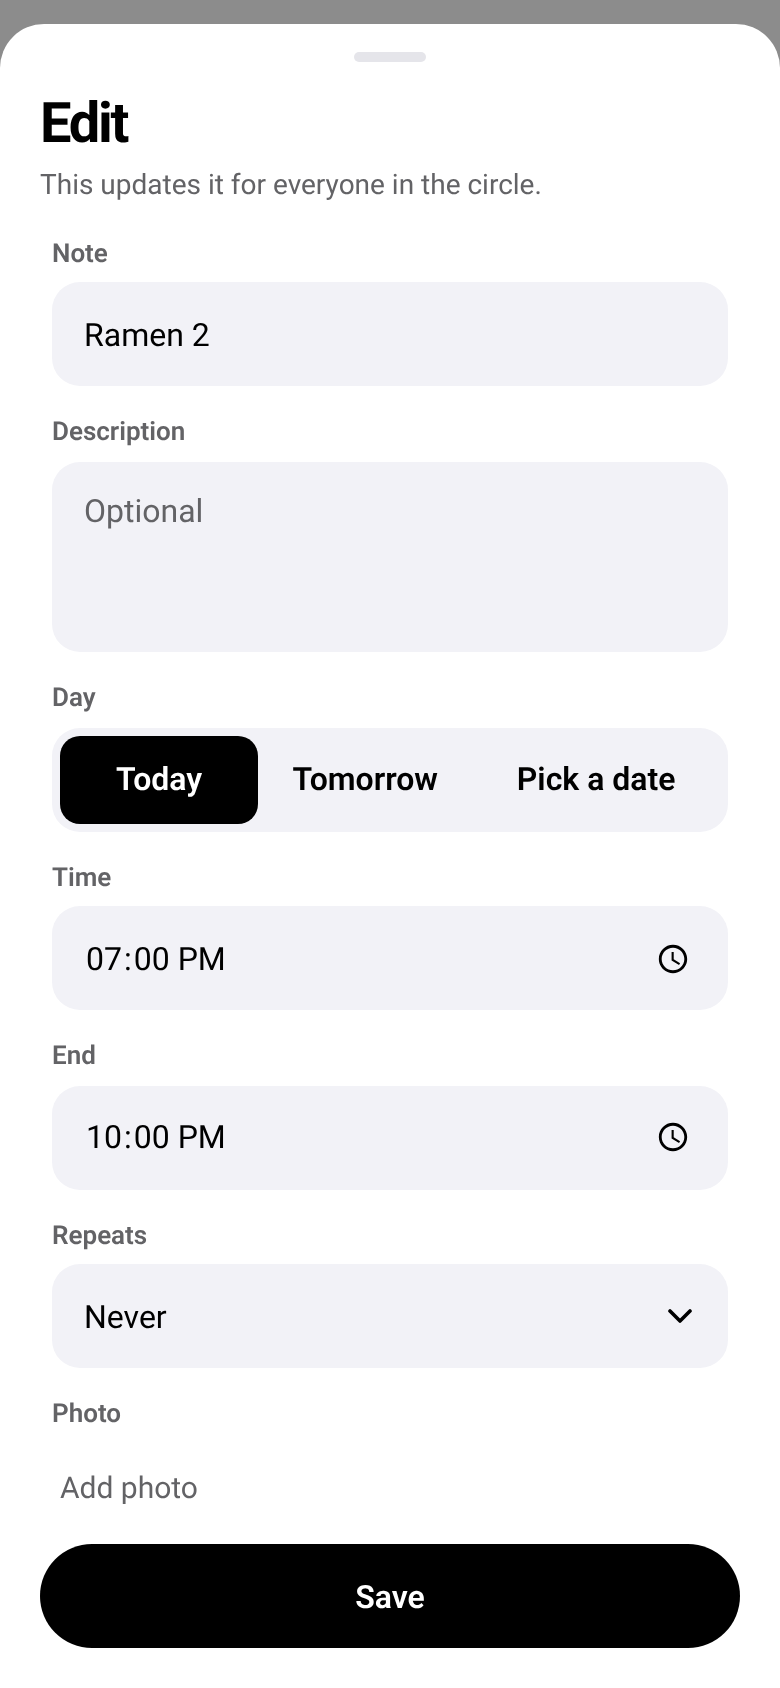 Edit
This updates it for everyone in the circle.
Note
Ramen 2
Description
Optional
Day
Today Tomorrow Pick a date
Time
07:00 PM
End
10:00 PM
Repeats
Never
Photo
Add photo
Save